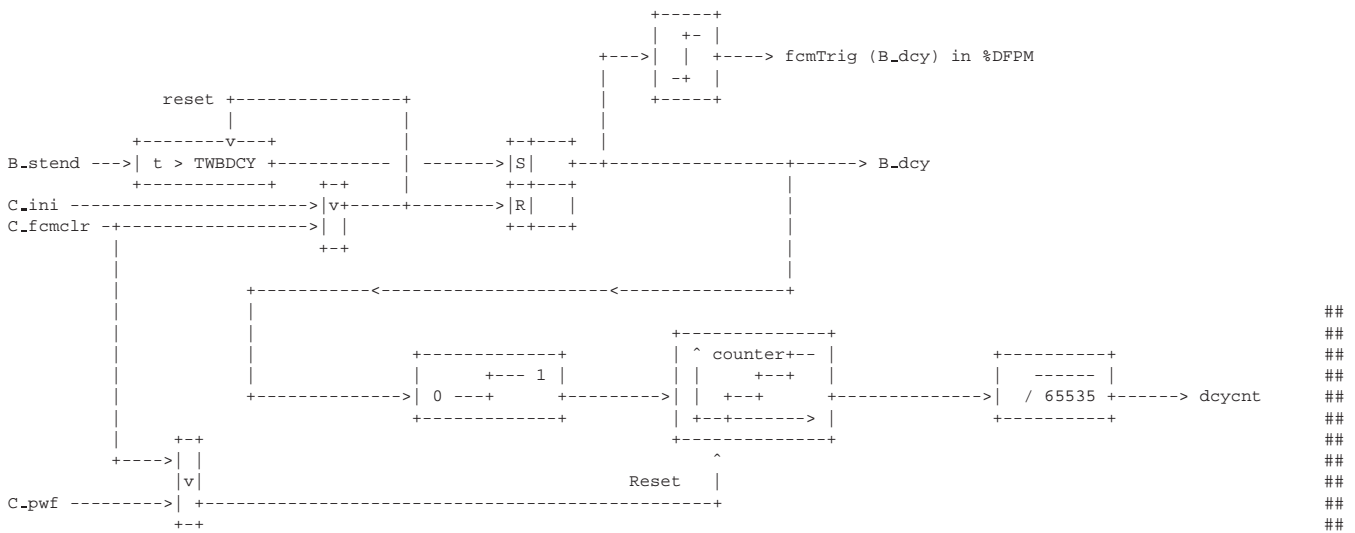 +-
fcmTrig (B_dcy) in %DFPM
-+
reset
B_stend t > TWBDCY S B_dcy
C_ini v R
C_fcmclr
##
##
^ counter+-- ##
+--- 1 ------ ##
0 ---+ / 65535 dcycnt ##
##
##
^ ##
v Reset ##
C_pwf ##
##